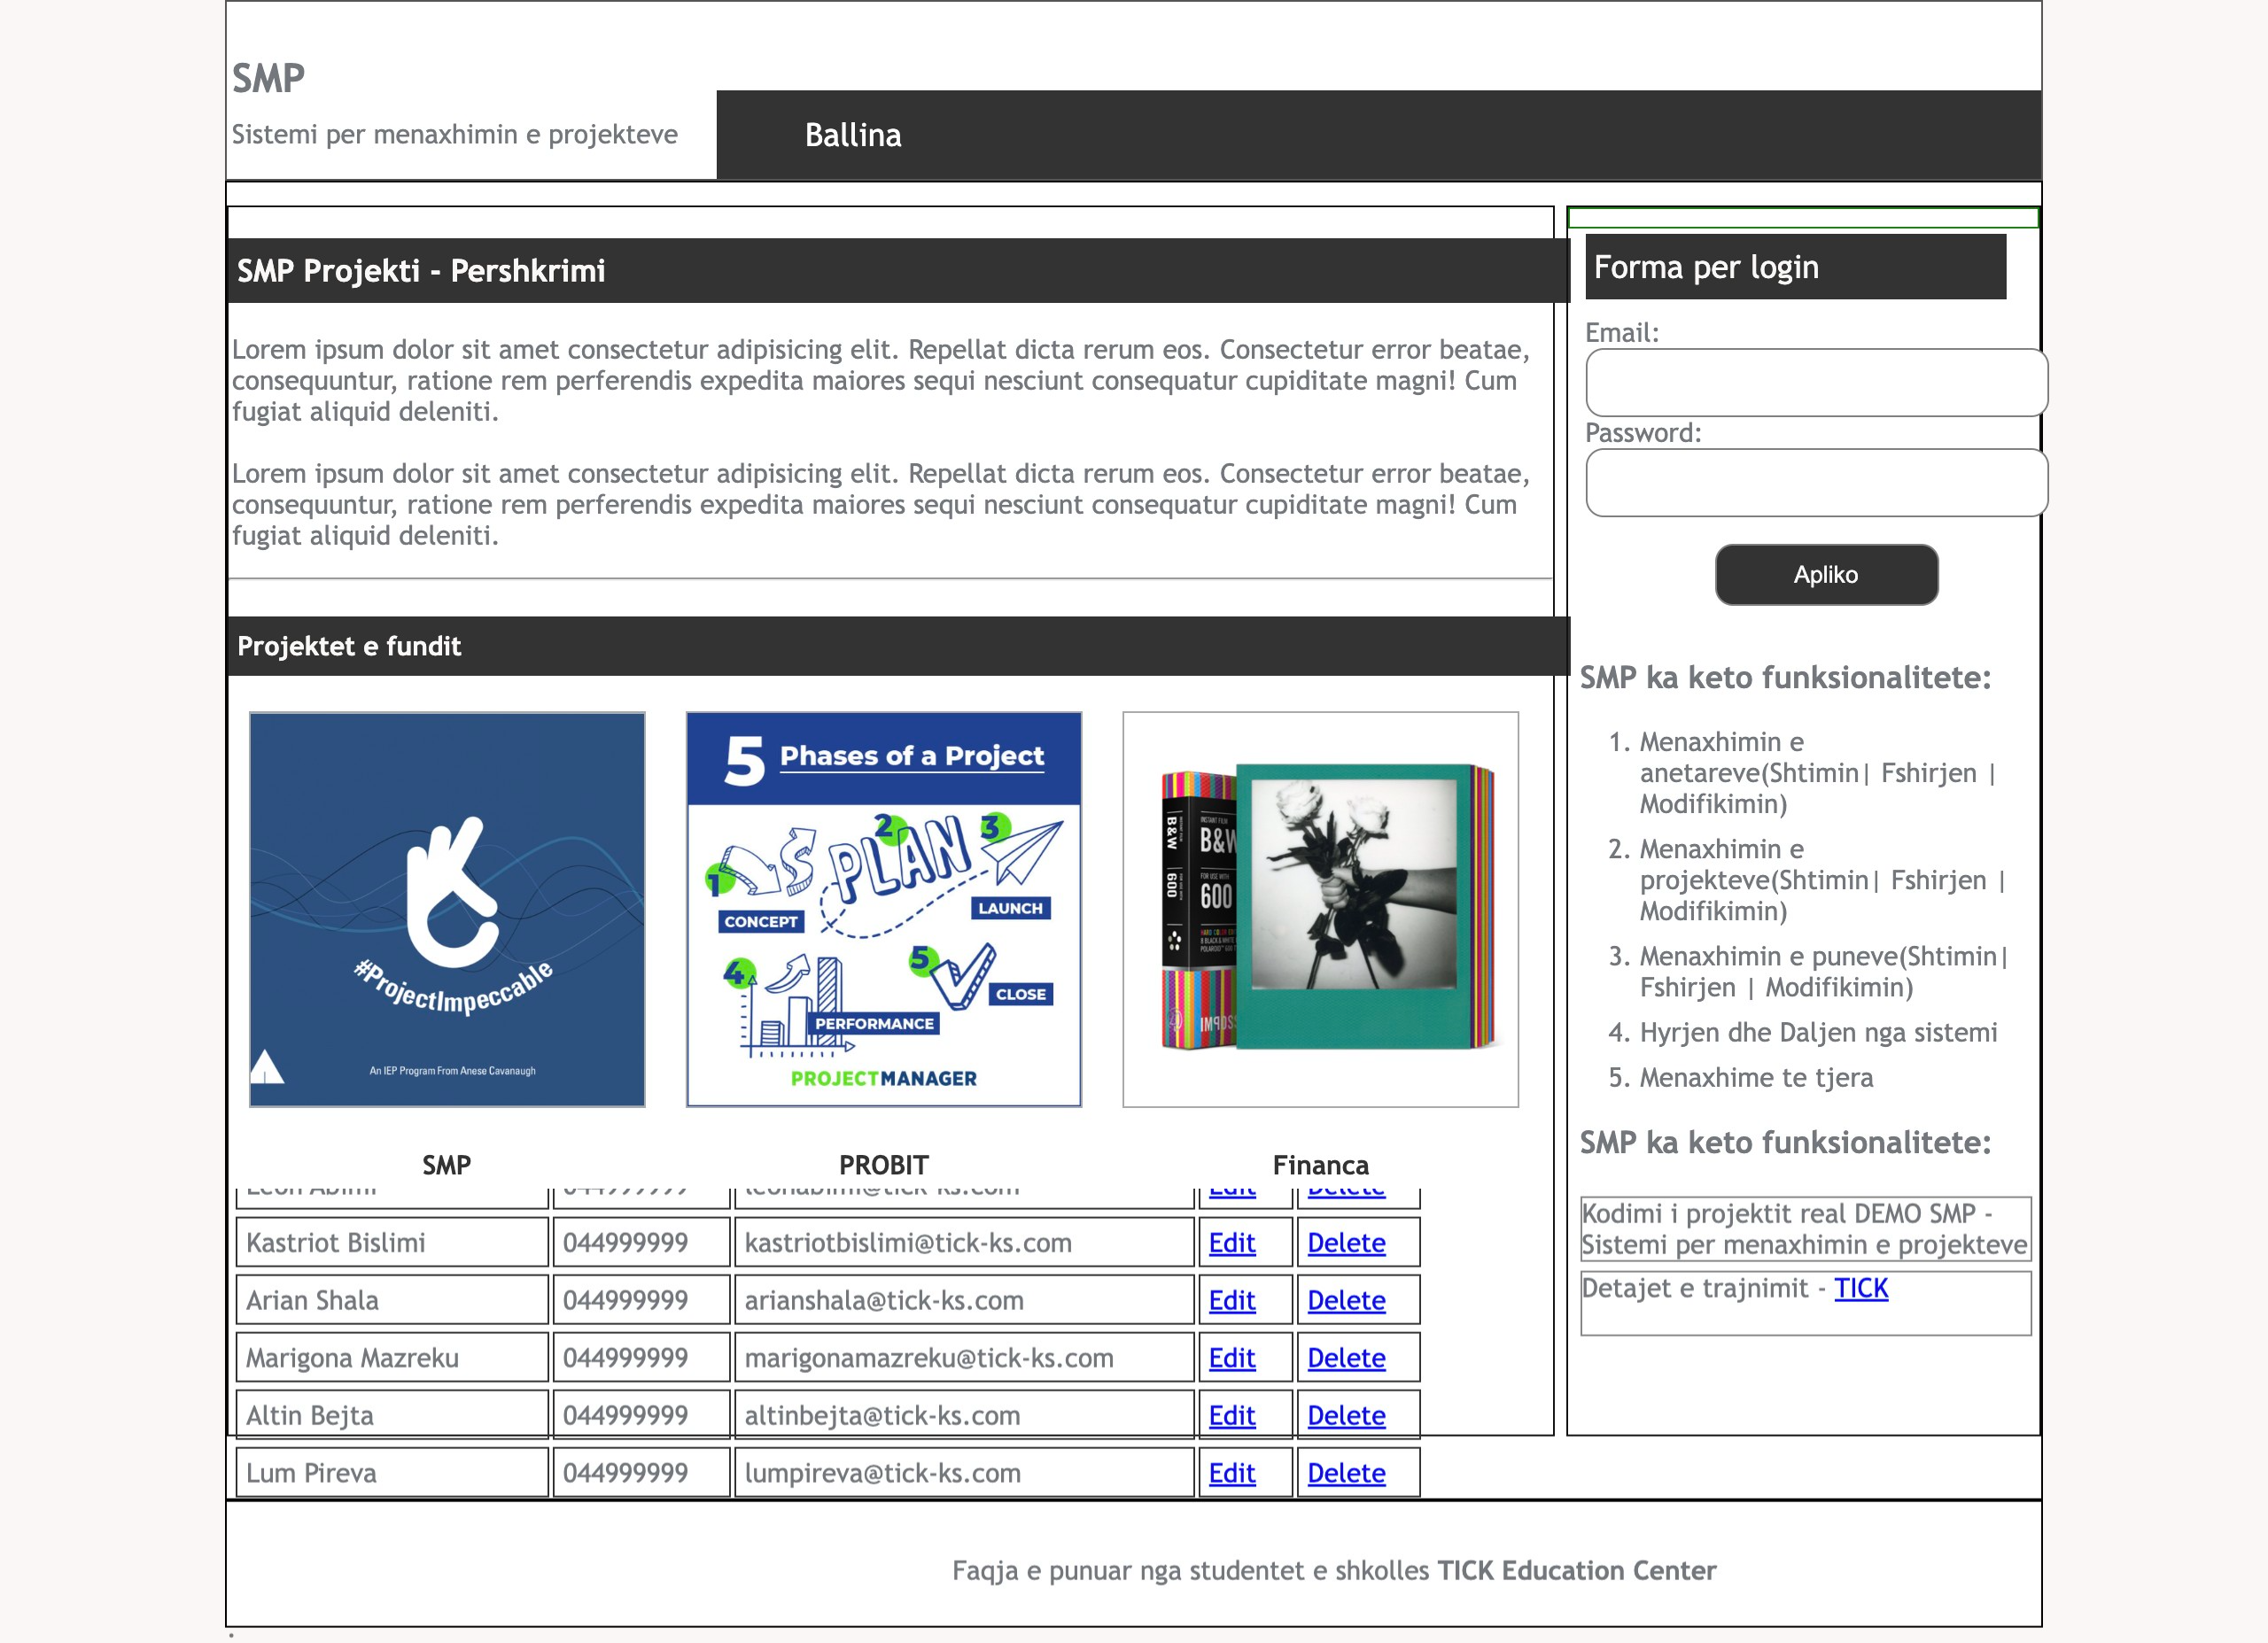 SMP
Sistemi per menaxhimin e projekteve
Ballina
SMP Projekti - Pershkrimi
Lorem ipsum dolor sit amet consectetur adipisicing elit. Repellat dicta rerum eos. Consectetur error beatae,
consequuntur, ratione rem perferendis expedita maiores sequi nesciunt consequatur cupiditate magni! Cum
fugiat aliquid deleniti.
Lorem ipsum dolor sit amet consectetur adipisicing elit. Repellat dicta rerum eos. Consectetur error beatae,
consequuntur, ratione rem perferendis expedita maiores sequi nesciunt consequatur cupiditate magni! Cum
fugiat aliquid deleniti.
Projektet e fundit
#ProjectImpeccable
An IEP Program From Anese Cavanaugh
5 Phases of a Project
1
2
3
PLAN
CONCEPT
LAUNCH
4
5
CLOSE
PERFORMANCE
PROJECTMANAGER
B&W
600
INSTANT FILM
B&W
FOR USE WITH
600
SMP
PROBIT
Financa
Kastriot Bislimi 044999999 kastriotbislimi@tick-ks.com Edit Delete
Arian Shala 044999999 arianshala@tick-ks.com Edit Delete
Marigona Mazreku 044999999 marigonamazreku@tick-ks.com Edit Delete
Altin Bejta 044999999 altinbejta@tick-ks.com Edit Delete
Lum Pireva 044999999 lumpireva@tick-ks.com Edit Delete
Forma per login
Email:
Password:
Apliko
SMP ka keto funksionalitete:
1. Menaxhimin e
anetareve(Shtimin| Fshirjen |
Modifikimin)
2. Menaxhimin e
projekteve(Shtimin| Fshirjen |
Modifikimin)
3. Menaxhimin e puneve(Shtimin|
Fshirjen | Modifikimin)
4. Hyrjen dhe Daljen nga sistemi
5. Menaxhime te tjera
SMP ka keto funksionalitete:
Kodimi i projektit real DEMO SMP -
Sistemi per menaxhimin e projekteve
Detajet e trajnimit - TICK
Faqja e punuar nga studentet e shkolles TICK Education Center
.